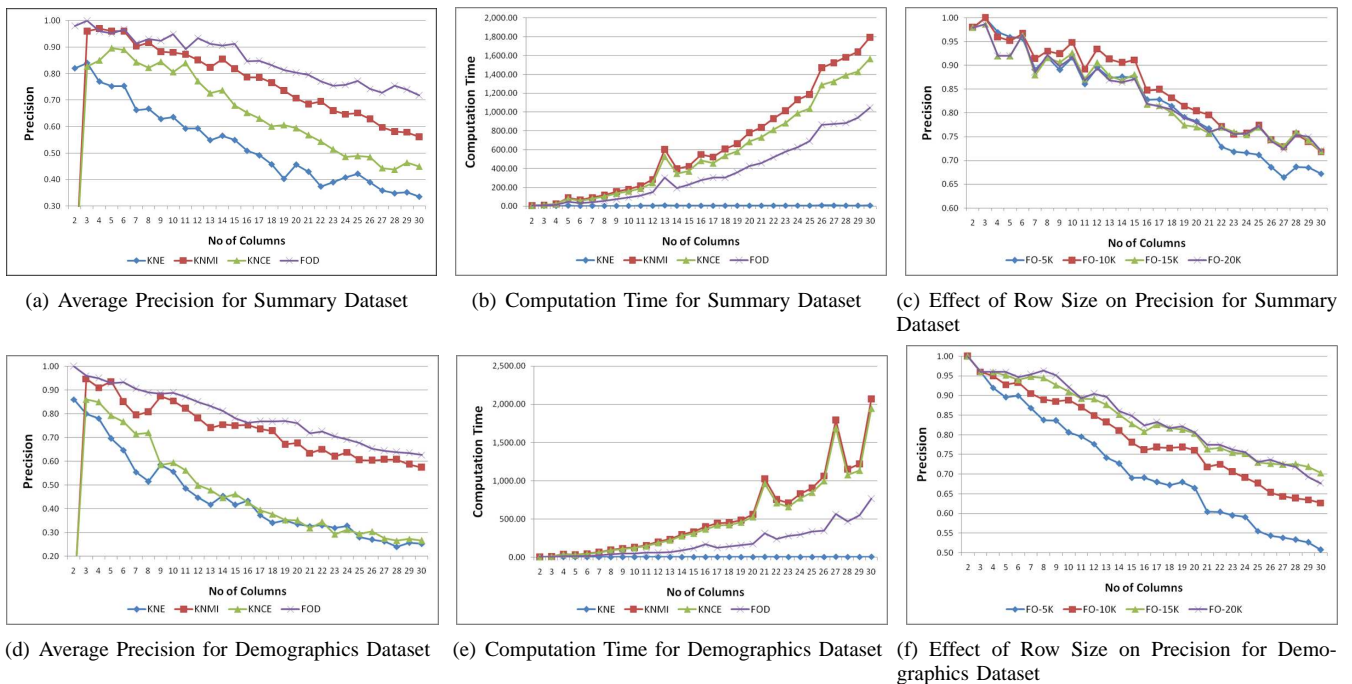 1.00
0.90
0.80
0.70
0.60
0.50
0.40
0.30
Precision
2 3 4 5 6 7 8 9 10 11 12 13 14 15 16 17 18 19 20 21 22 23 24 25 26 27 28 29 30
No of Columns
KNE KNMI KNCE FOD
(a) Average Precision for Summary Dataset
2,000.00
1,800.00
1,600.00
1,400.00
1,200.00
1,000.00
800.00
600.00
400.00
200.00
0.00
Computation Time
2 3 4 5 6 7 8 9 10 11 12 13 14 15 16 17 18 19 20 21 22 23 24 25 26 27 28 29 30
No of Columns
KNE KNMI KNCE FOD
(b) Computation Time for Summary Dataset
1.00
0.95
0.90
0.85
0.80
0.75
0.70
0.65
0.60
Precision
2 3 4 5 6 7 8 9 10 11 12 13 14 15 16 17 18 19 20 21 22 23 24 25 26 27 28 29 30
No of Columns
FO-5K FO-10K FO-15K FO-20K
(c) Effect of Row Size on Precision for Summary
Dataset
1.00
0.90
0.80
0.70
0.60
0.50
0.40
0.30
0.20
Precision
2 3 4 5 6 7 8 9 10 11 12 13 14 15 16 17 18 19 20 21 22 23 24 25 26 27 28 29 30
No of Columns
KNE KNMI KNCE FOD
(d) Average Precision for Demographics Dataset
2,500.00
2,000.00
1,500.00
1,000.00
500.00
0.00
Computation Time
2 3 4 5 6 7 8 9 10 11 12 13 14 15 16 17 18 19 20 21 22 23 24 25 26 27 28 29 30
No of Columns
KNE KNMI KNCE FOD
(e) Computation Time for Demographics Dataset
1.00
0.95
0.90
0.85
0.80
0.75
0.70
0.65
0.60
0.55
0.50
Precision
2 3 4 5 6 7 8 9 10 11 12 13 14 15 16 17 18 19 20 21 22 23 24 25 26 27 28 29 30
No of Columns
FO-5K FO-10K FO-15K FO-20K
(f) Effect of Row Size on Precision for Demo-
graphics Dataset